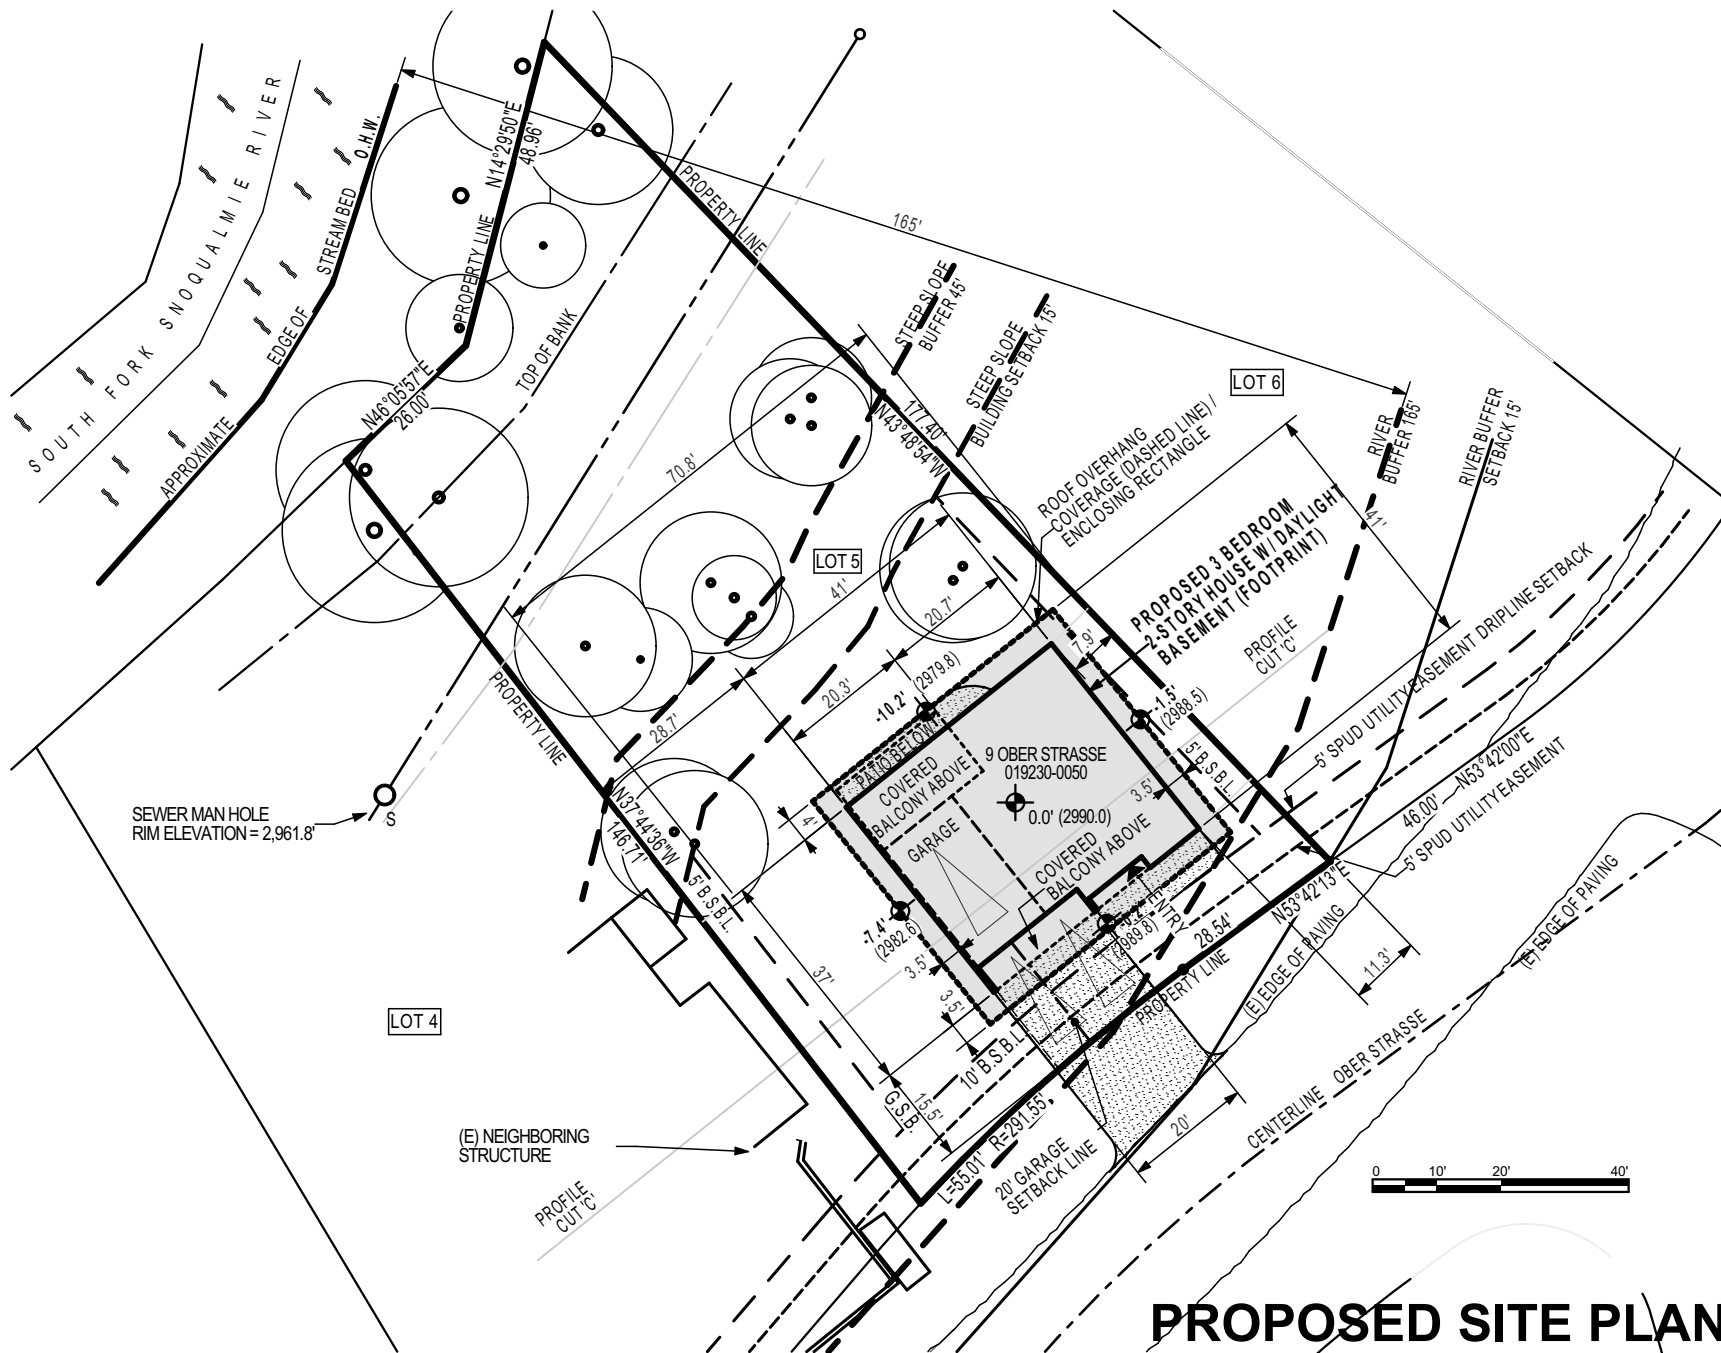 SOUTH FORK SNOQUALMIE RIVER
APPROXIMATE EDGE OF STREAM BED O.H.W.
N14°29'50"E
48.96'
PROPERTY LINE
PROPERTY LINE
165'
N46°05'57"E
26.00'
TOP OF BANK
STEEP SLOPE
BUFFER 45'
STEEP SLOPE
BUILDING SETBACK 15'
LOT 6
RIVER
BUFFER 165'
RIVER BUFFER
SETBACK 15'
177.40'
N43°48'54"W
70.8'
ROOF OVERHANG
COVERAGE (DASHED LINE) /
ENCLOSING RECTANGLE
PROPOSED 3 BEDROOM
2-STORY HOUSE W/ DAYLIGHT
BASEMENT (FOOTPRINT)
41'
LOT 5
41'
20.7'
7.9'
PROFILE
CUT 'C'
5' SPUD UTILITY EASEMENT DRIPLINE SETBACK
PROPERTY LINE
28.7'
20.3'
-10.2'
(2979.8)
-1.5'
(2988.5)
5' B.S.B.L.
PATIO BELOW
COVERED
BALCONY ABOVE
9 OBER STRASSE
019230-0050
0.0' (2990.0)
3.5'
4'
GARAGE
COVERED
BALCONY ABOVE
ENTRY
-0.2'
(2989.8)
SEWER MAN HOLE
RIM ELEVATION = 2,961.8'
S
N37°44'36"W
146.71'
5' B.S.B.L.
-7.4'
(2982.6)
3.5'
3.5'
37'
46.00'
N53°42'00"E
5' SPUD UTILITY EASEMENT
N53°42'13"E
28.54'
PROPERTY LINE
(E) EDGE OF PAVING
(E) EDGE OF PAVING
11.3'
LOT 4
10' B.S.B.L.
G.S.B.
15.5'
L=55.01'
R=291.55'
20' GARAGE
SETBACK LINE
20'
CENTERLINE OBER STRASSE
(E) NEIGHBORING
STRUCTURE
PROFILE
CUT 'C'
0 10' 20' 40'
PROPOSED SITE PLAN